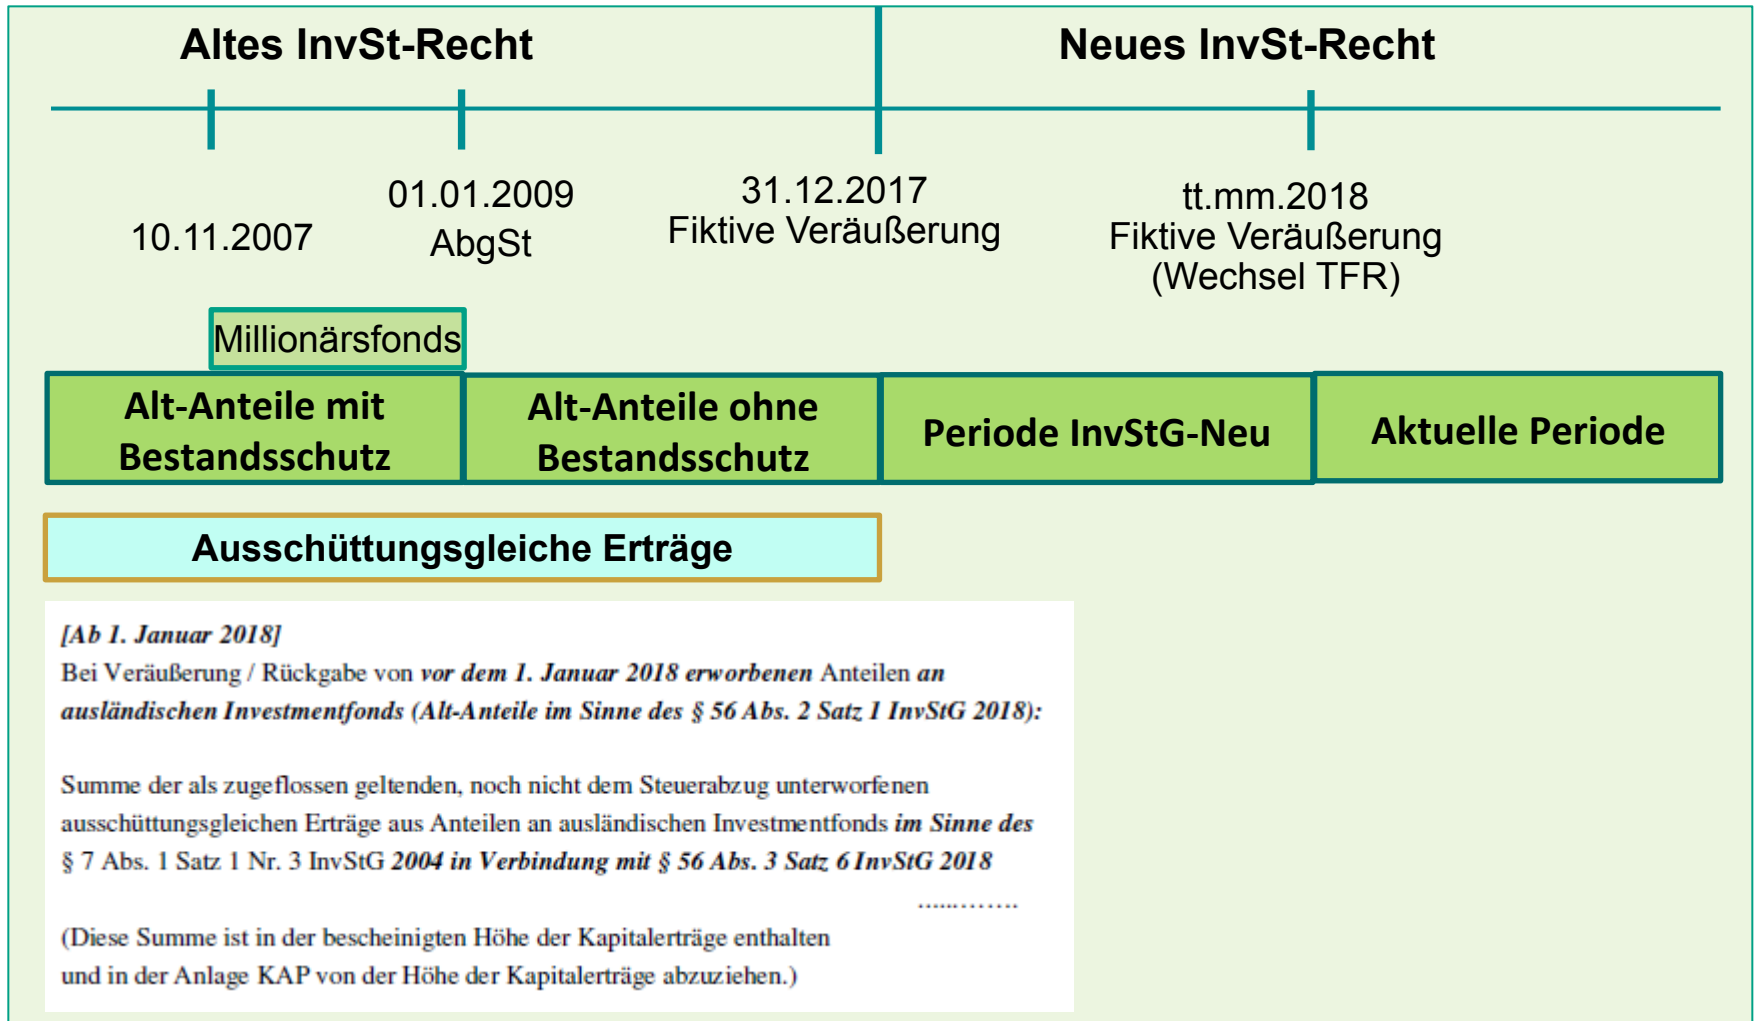 Altes InvSt-Recht
Neues InvSt-Recht
10.11.2007
01.01.2009
AbgSt
31.12.2017
Fiktive Veräußerung
tt.mm.2018
Fiktive Veräußerung
(Wechsel TFR)
Millionärsfonds
Alt-Anteile mit
Bestandsschutz
Alt-Anteile ohne
Bestandsschutz
Periode InvStG-Neu
Aktuelle Periode
Ausschüttungsgleiche Erträge
[Ab 1. Januar 2018]
Bei Veräußerung / Rückgabe von vor dem 1. Januar 2018 erworbenen Anteilen an
ausländischen Investmentfonds (Alt-Anteile im Sinne des § 56 Abs. 2 Satz 1 InvStG 2018):
Summe der als zugeflossen geltenden, noch nicht dem Steuerabzug unterworfenen
ausschüttungsgleichen Erträge aus Anteilen an ausländischen Investmentfonds im Sinne des
§ 7 Abs. 1 Satz 1 Nr. 3 InvStG 2004 in Verbindung mit § 56 Abs. 3 Satz 6 InvStG 2018
..............
(Diese Summe ist in der bescheinigten Höhe der Kapitalerträge enthalten
und in der Anlage KAP von der Höhe der Kapitalerträge abzuziehen.)